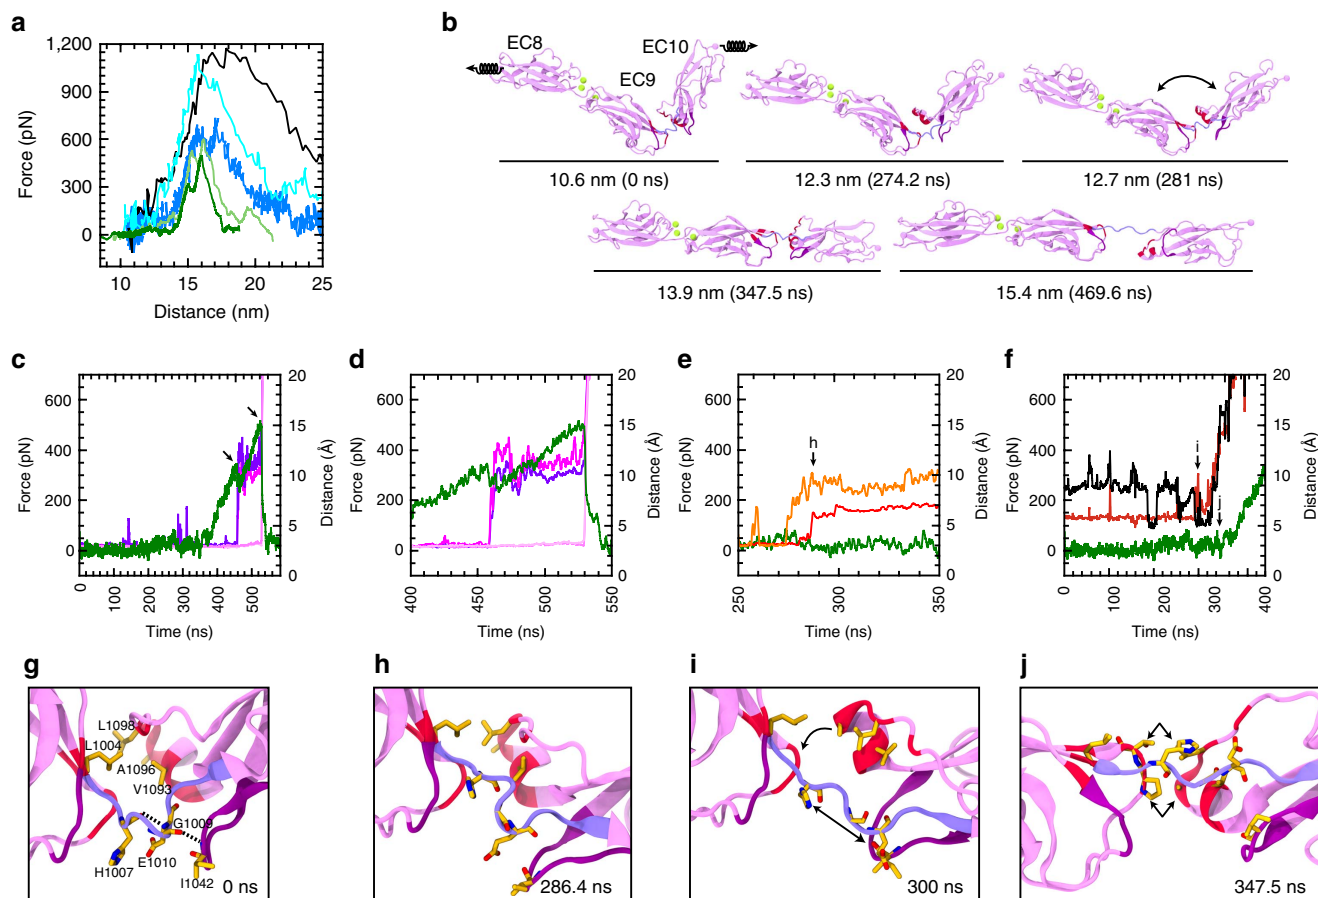 a
1,200
900
600
300
0
Force (pN)
10
15
20
25
Distance (nm)
b
EC8
EC9
EC10
10.6 nm (0 ns)
12.3 nm (274.2 ns)
12.7 nm (281 ns)
13.9 nm (347.5 ns)
15.4 nm (469.6 ns)
c
600
400
200
0
Force (pN)
20
15
10
5
0
Distance (Å)
0
100
200
300
400
500
Time (ns)
d
600
400
200
0
Force (pN)
20
15
10
5
0
Distance (Å)
400
450
500
550
Time (ns)
e
600
400
200
0
Force (pN)
h
20
15
10
5
0
Distance (Å)
250
300
350
Time (ns)
f
600
400
200
0
Force (pN)
i
j
20
15
10
5
0
Distance (Å)
0
100
200
300
400
Time (ns)
g
L1098
L1004
A1096
V1093
G1009
E1010
H1007
I1042
0 ns
h
286.4 ns
i
300 ns
j
347.5 ns